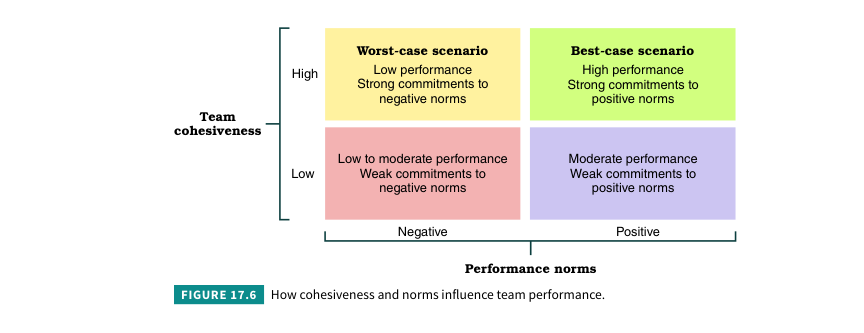 Worst-case scenario
Low performance
Strong commitments to
negative norms
Best-case scenario
High performance
Strong commitments to
positive norms
High
Team
cohesiveness
Low
Low to moderate performance
Weak commitments to
negative norms
Moderate performance
Weak commitments to
positive norms
Negative
Positive
Performance norms
FIGURE 17.6 How cohesiveness and norms influence team performance.